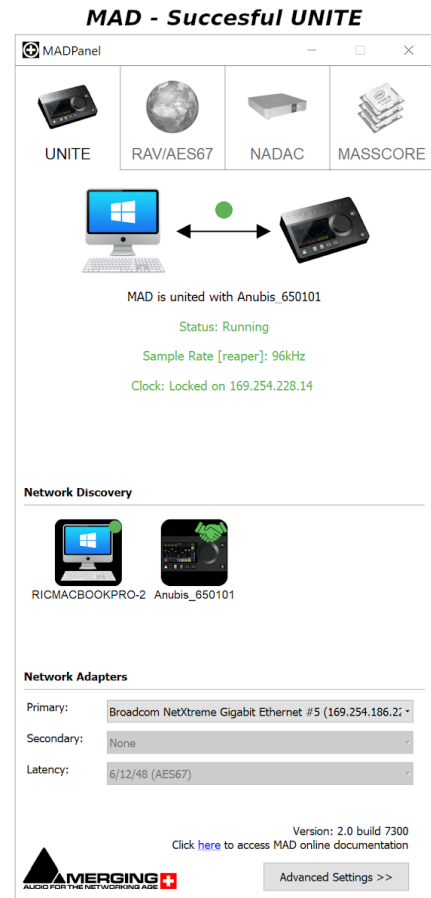 MAD - Succesful UNITE
MADPanel
UNITE
RAV/AES67
NADAC
MASSCORE
MAD is united with Anubis_650101
Status: Running
Sample Rate [reaper]: 96kHz
Clock: Locked on 169.254.228.14
Network Discovery
RICMACBOOKPRO-2
Anubis_650101
Network Adapters
Primary:
Broadcom NetXtreme Gigabit Ethernet #5 (169.254.186.22
Secondary:
None
Latency:
6/12/48 (AES67)
Version: 2.0 build 7300
Click here to access MAD online documentation
MERGING
AUDIO FOR THE NETWORKING AGE
Advanced Settings >>